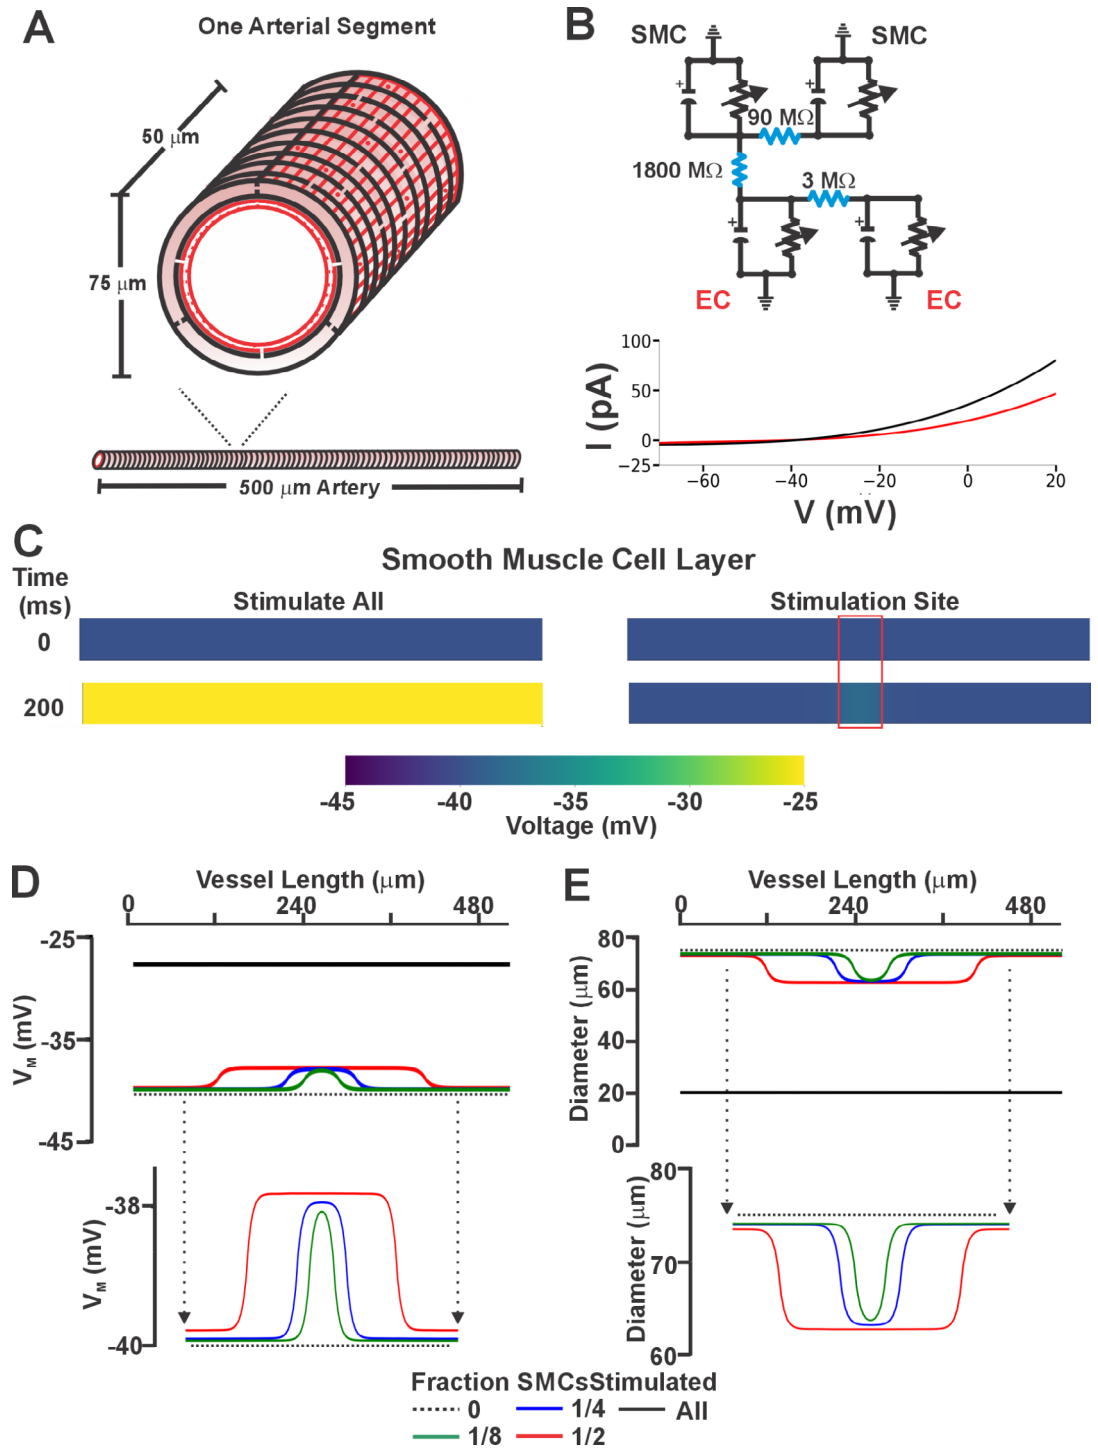 A
One Arterial Segment
50 μm
75 μm
500 μm Artery
B
SMC
SMC
90 MΩ
1800 MΩ
3 MΩ
EC
EC
100
50
0
-25
I (pA)
-60
-40
-20
0
20
V (mV)
C
Smooth Muscle Cell Layer
Time
(ms)
Stimulate All
Stimulation Site
0
200
-45
-40
-35
-30
-25
Voltage (mV)
D
Vessel Length (μm)
0
240
480
-25
-35
-45
VM (mV)
-38
-40
VM (mV)
E
Vessel Length (μm)
0
240
480
80
60
40
20
0
Diameter (μm)
80
70
60
Diameter (μm)
Fraction SMCsStimulated
0
1/4
All
1/8
1/2